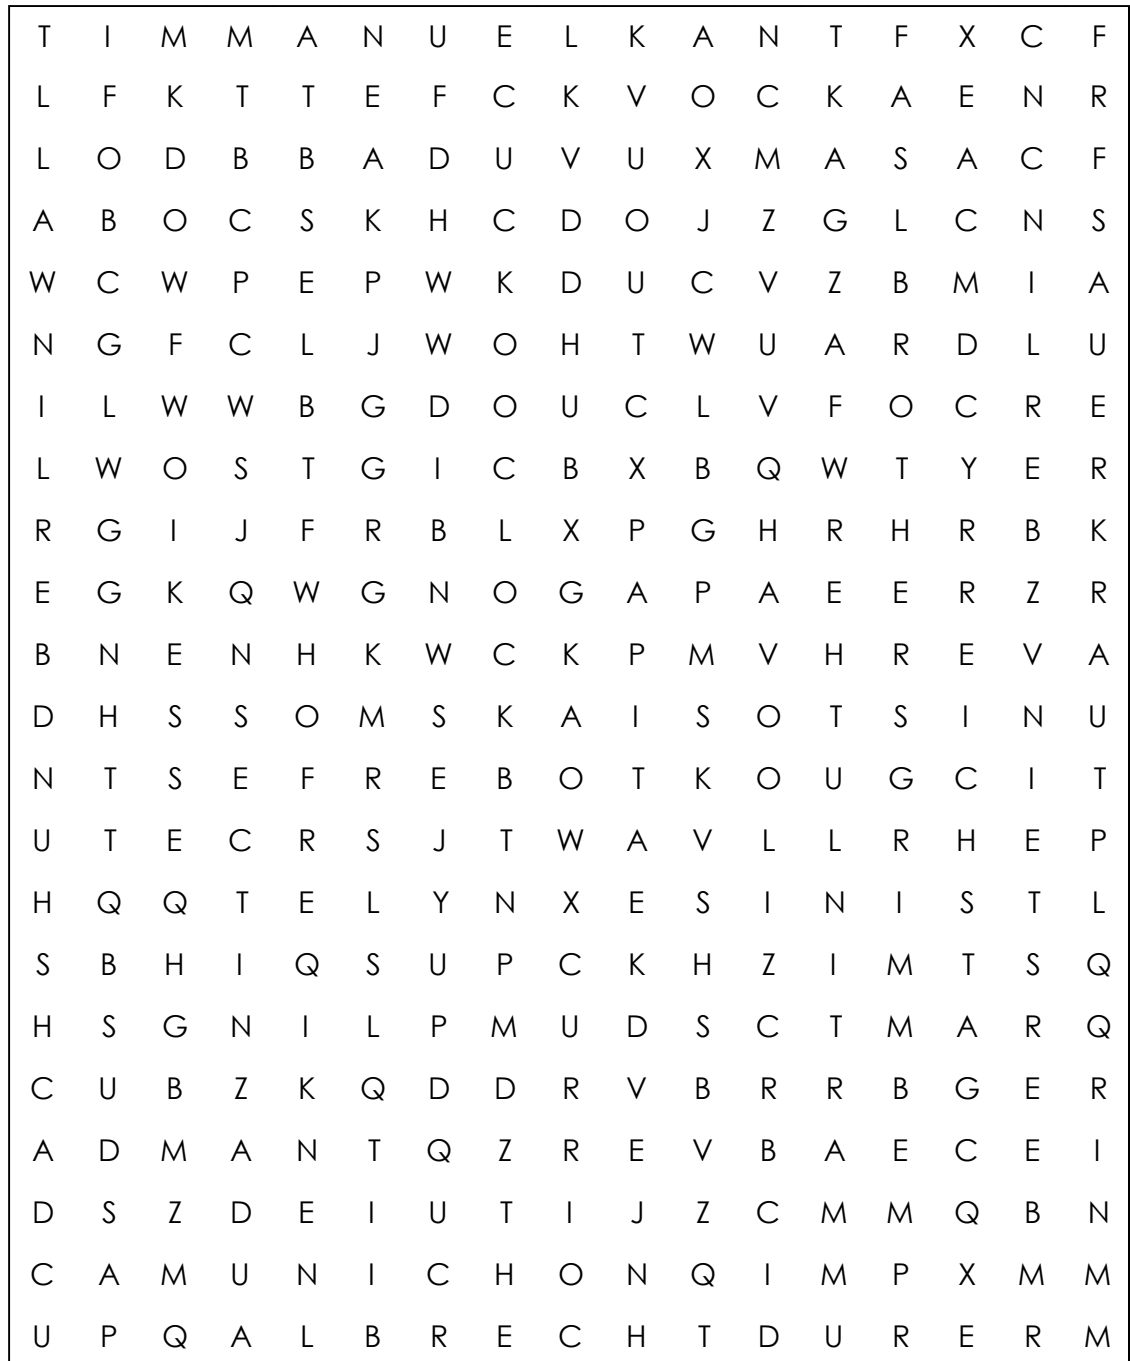 T I M M A N U E L K A N T F X C F
L F K T T E F C K V O C K A E N R
L O D B B A D U V U X M A S A C F
A B O C S K H C D O J Z G L C N S
W C W P E P W K D U C V Z B M I A
N G F C L J W O H T W U A R D L U
I L W W B G D O U C L V F O C R E
L W O S T G I C B X B Q W T Y E R
R G I J F R B L X P G H R H R B K
E G K Q W G N O G A P A E E R Z R
B N E N H K W C K P M V H R E V A
D H S S O M S K A I S O T S I N U
N T S E F R E B O T K O U G C I T
U T E C R S J T W A V L L R H E P
H Q Q T E L Y N X E S I N I S T L
S B H I Q S U P C K H Z I M T S Q
H S G N I L P M U D S C T M A R Q
C U B Z K Q D D R V B R R B G E R
A D M A N T Q Z R E V B A E C E I
D S Z D E I U T I J Z C M M Q B N
C A M U N I C H O N Q I M P X M M
U P Q A L B R E C H T D U R E R M